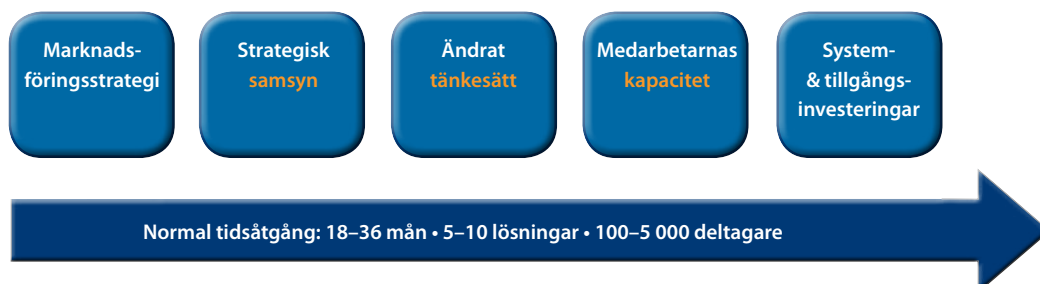 Marknads-
föringsstrategi
Strategisk
samsyn
Ändrat
tänkesätt
Medarbetarnas
kapacitet
System-
& tillgångs-
investeringar
Normal tidsåtgång: 18–36 mån • 5–10 lösningar • 100–5 000 deltagare